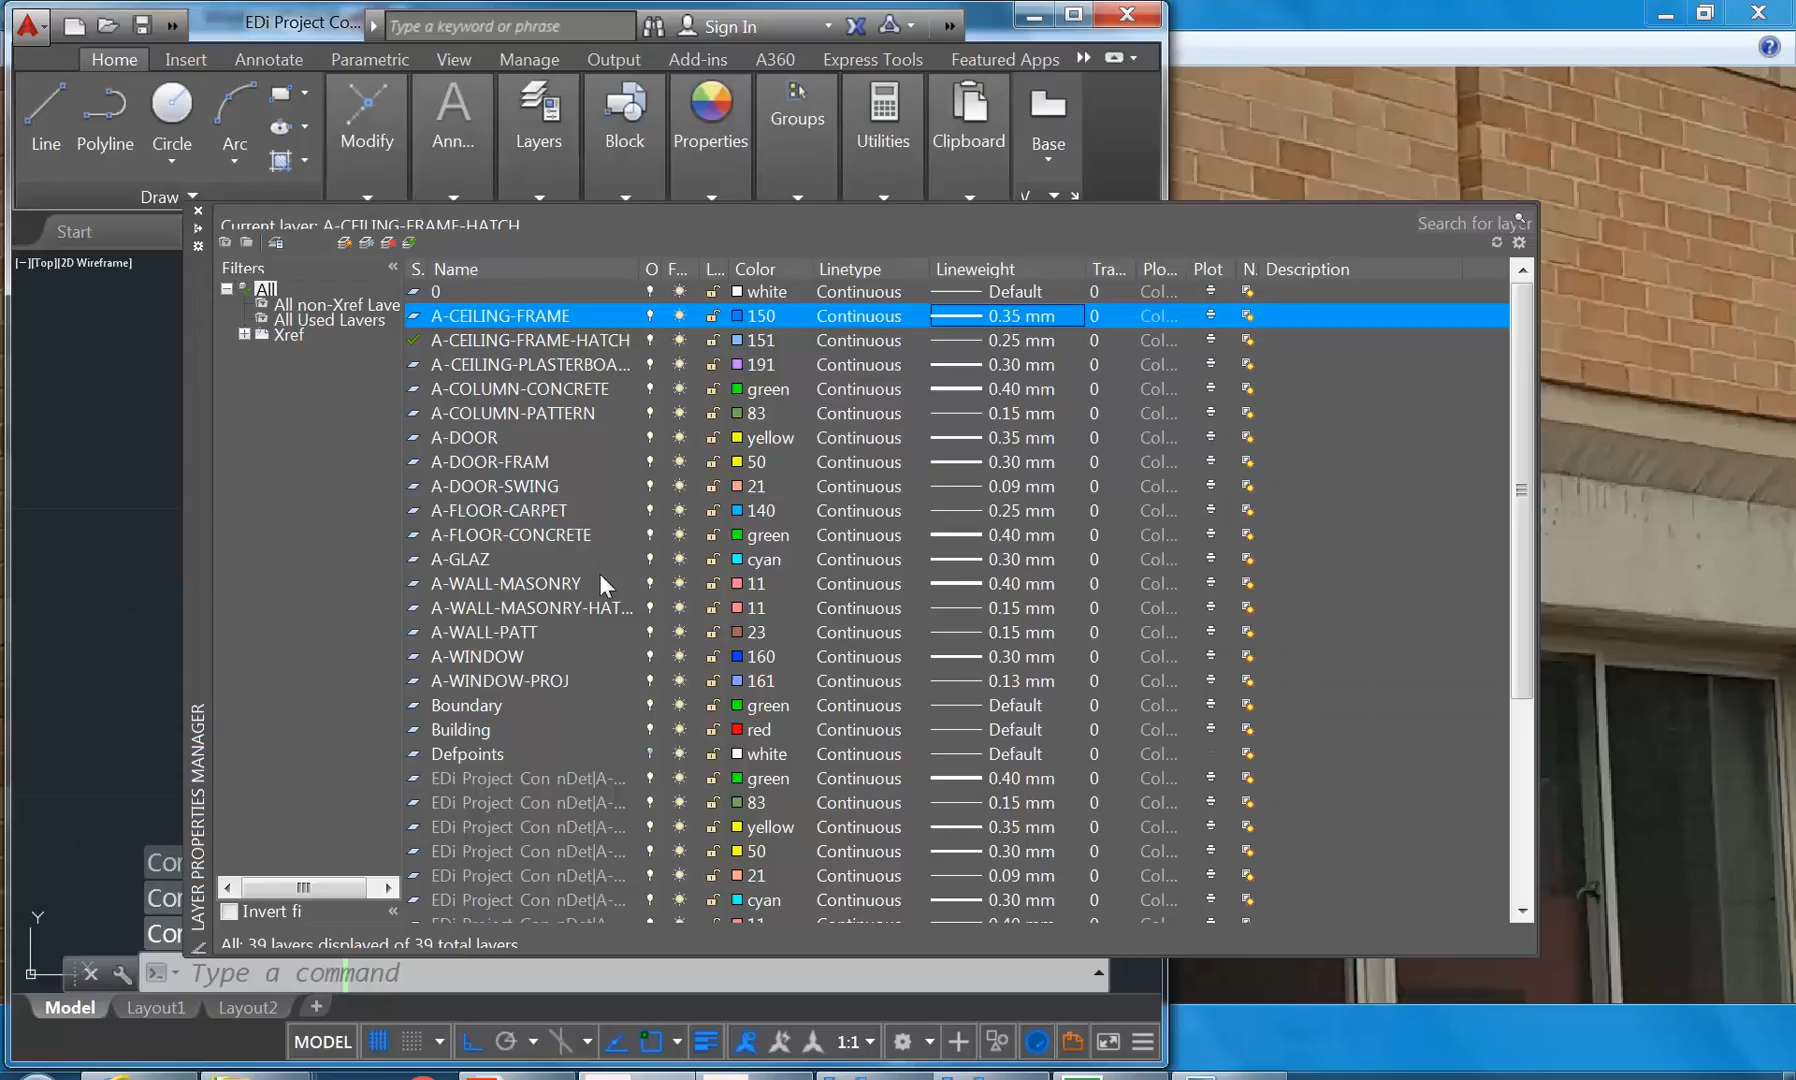 EDi Project Co... Type a keyword or phrase Sign In
Home Insert Annotate Parametric View Manage Output Add-ins A360 Express Tools Featured Apps
Line Polyline Circle Arc Modify Ann... Layers Block Properties Groups Utilities Clipboard Base
Draw
Start
[−][Top][2D Wireframe]
Current layer: A-CEILING-FRAME-HATCH
Search for layer
Filters
All
All non-Xref Laye
All Used Layers
Xref
S. Name O F... L... Color Linetype Lineweight Tra... Plo... Plot N. Description
0 white Continuous Default 0 Col...
A-CEILING-FRAME 150 Continuous 0.35 mm 0 Col...
A-CEILING-FRAME-HATCH 151 Continuous 0.25 mm 0 Col...
A-CEILING-PLASTERBOA... 191 Continuous 0.30 mm 0 Col...
A-COLUMN-CONCRETE green Continuous 0.40 mm 0 Col...
A-COLUMN-PATTERN 83 Continuous 0.15 mm 0 Col...
A-DOOR yellow Continuous 0.35 mm 0 Col...
A-DOOR-FRAM 50 Continuous 0.30 mm 0 Col...
A-DOOR-SWING 21 Continuous 0.09 mm 0 Col...
A-FLOOR-CARPET 140 Continuous 0.25 mm 0 Col...
A-FLOOR-CONCRETE green Continuous 0.40 mm 0 Col...
A-GLAZ cyan Continuous 0.30 mm 0 Col...
A-WALL-MASONRY 11 Continuous 0.40 mm 0 Col...
A-WALL-MASONRY-HAT... 11 Continuous 0.15 mm 0 Col...
A-WALL-PATT 23 Continuous 0.15 mm 0 Col...
A-WINDOW 160 Continuous 0.30 mm 0 Col...
A-WINDOW-PROJ 161 Continuous 0.13 mm 0 Col...
Boundary green Continuous Default 0 Col...
Building red Continuous Default 0 Col...
Defpoints white Continuous Default 0 Col...
EDi Project Con nDet|A-... green Continuous 0.40 mm 0 Col...
EDi Project Con nDet|A-... 83 Continuous 0.15 mm 0 Col...
EDi Project Con nDet|A-... yellow Continuous 0.35 mm 0 Col...
EDi Project Con nDet|A-... 50 Continuous 0.30 mm 0 Col...
EDi Project Con nDet|A-... 21 Continuous 0.09 mm 0 Col...
EDi Project Con nDet|A-... cyan Continuous 0.30 mm 0 Col...
EDi Project Con nDet|A-... 11 Continuous 0.40 mm 0 Col...
Invert fi
All: 39 layers displayed of 39 total layers
LAYER PROPERTIES MANAGER
Cor
Cor
Cor
Y
Type a command
Model Layout1 Layout2 +
MODEL 1:1